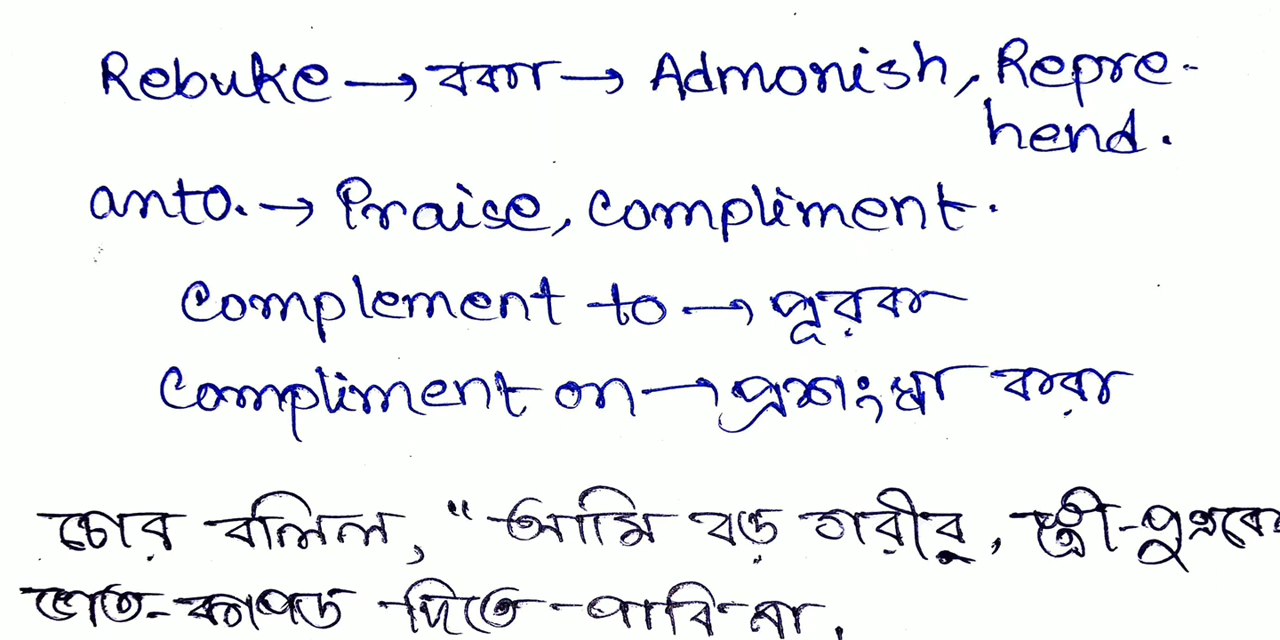 Rebuke → বকা → Admonish, Repre-
hend.
anto. → Praise, compliment.
Complement to → পূরক
Compliment on → প্রশংসা করা
চোর বলিল, "আমি বড় গরীব, স্ত্রী-পুত্রকে
ভাত-কাপড় দিতে পারি না,